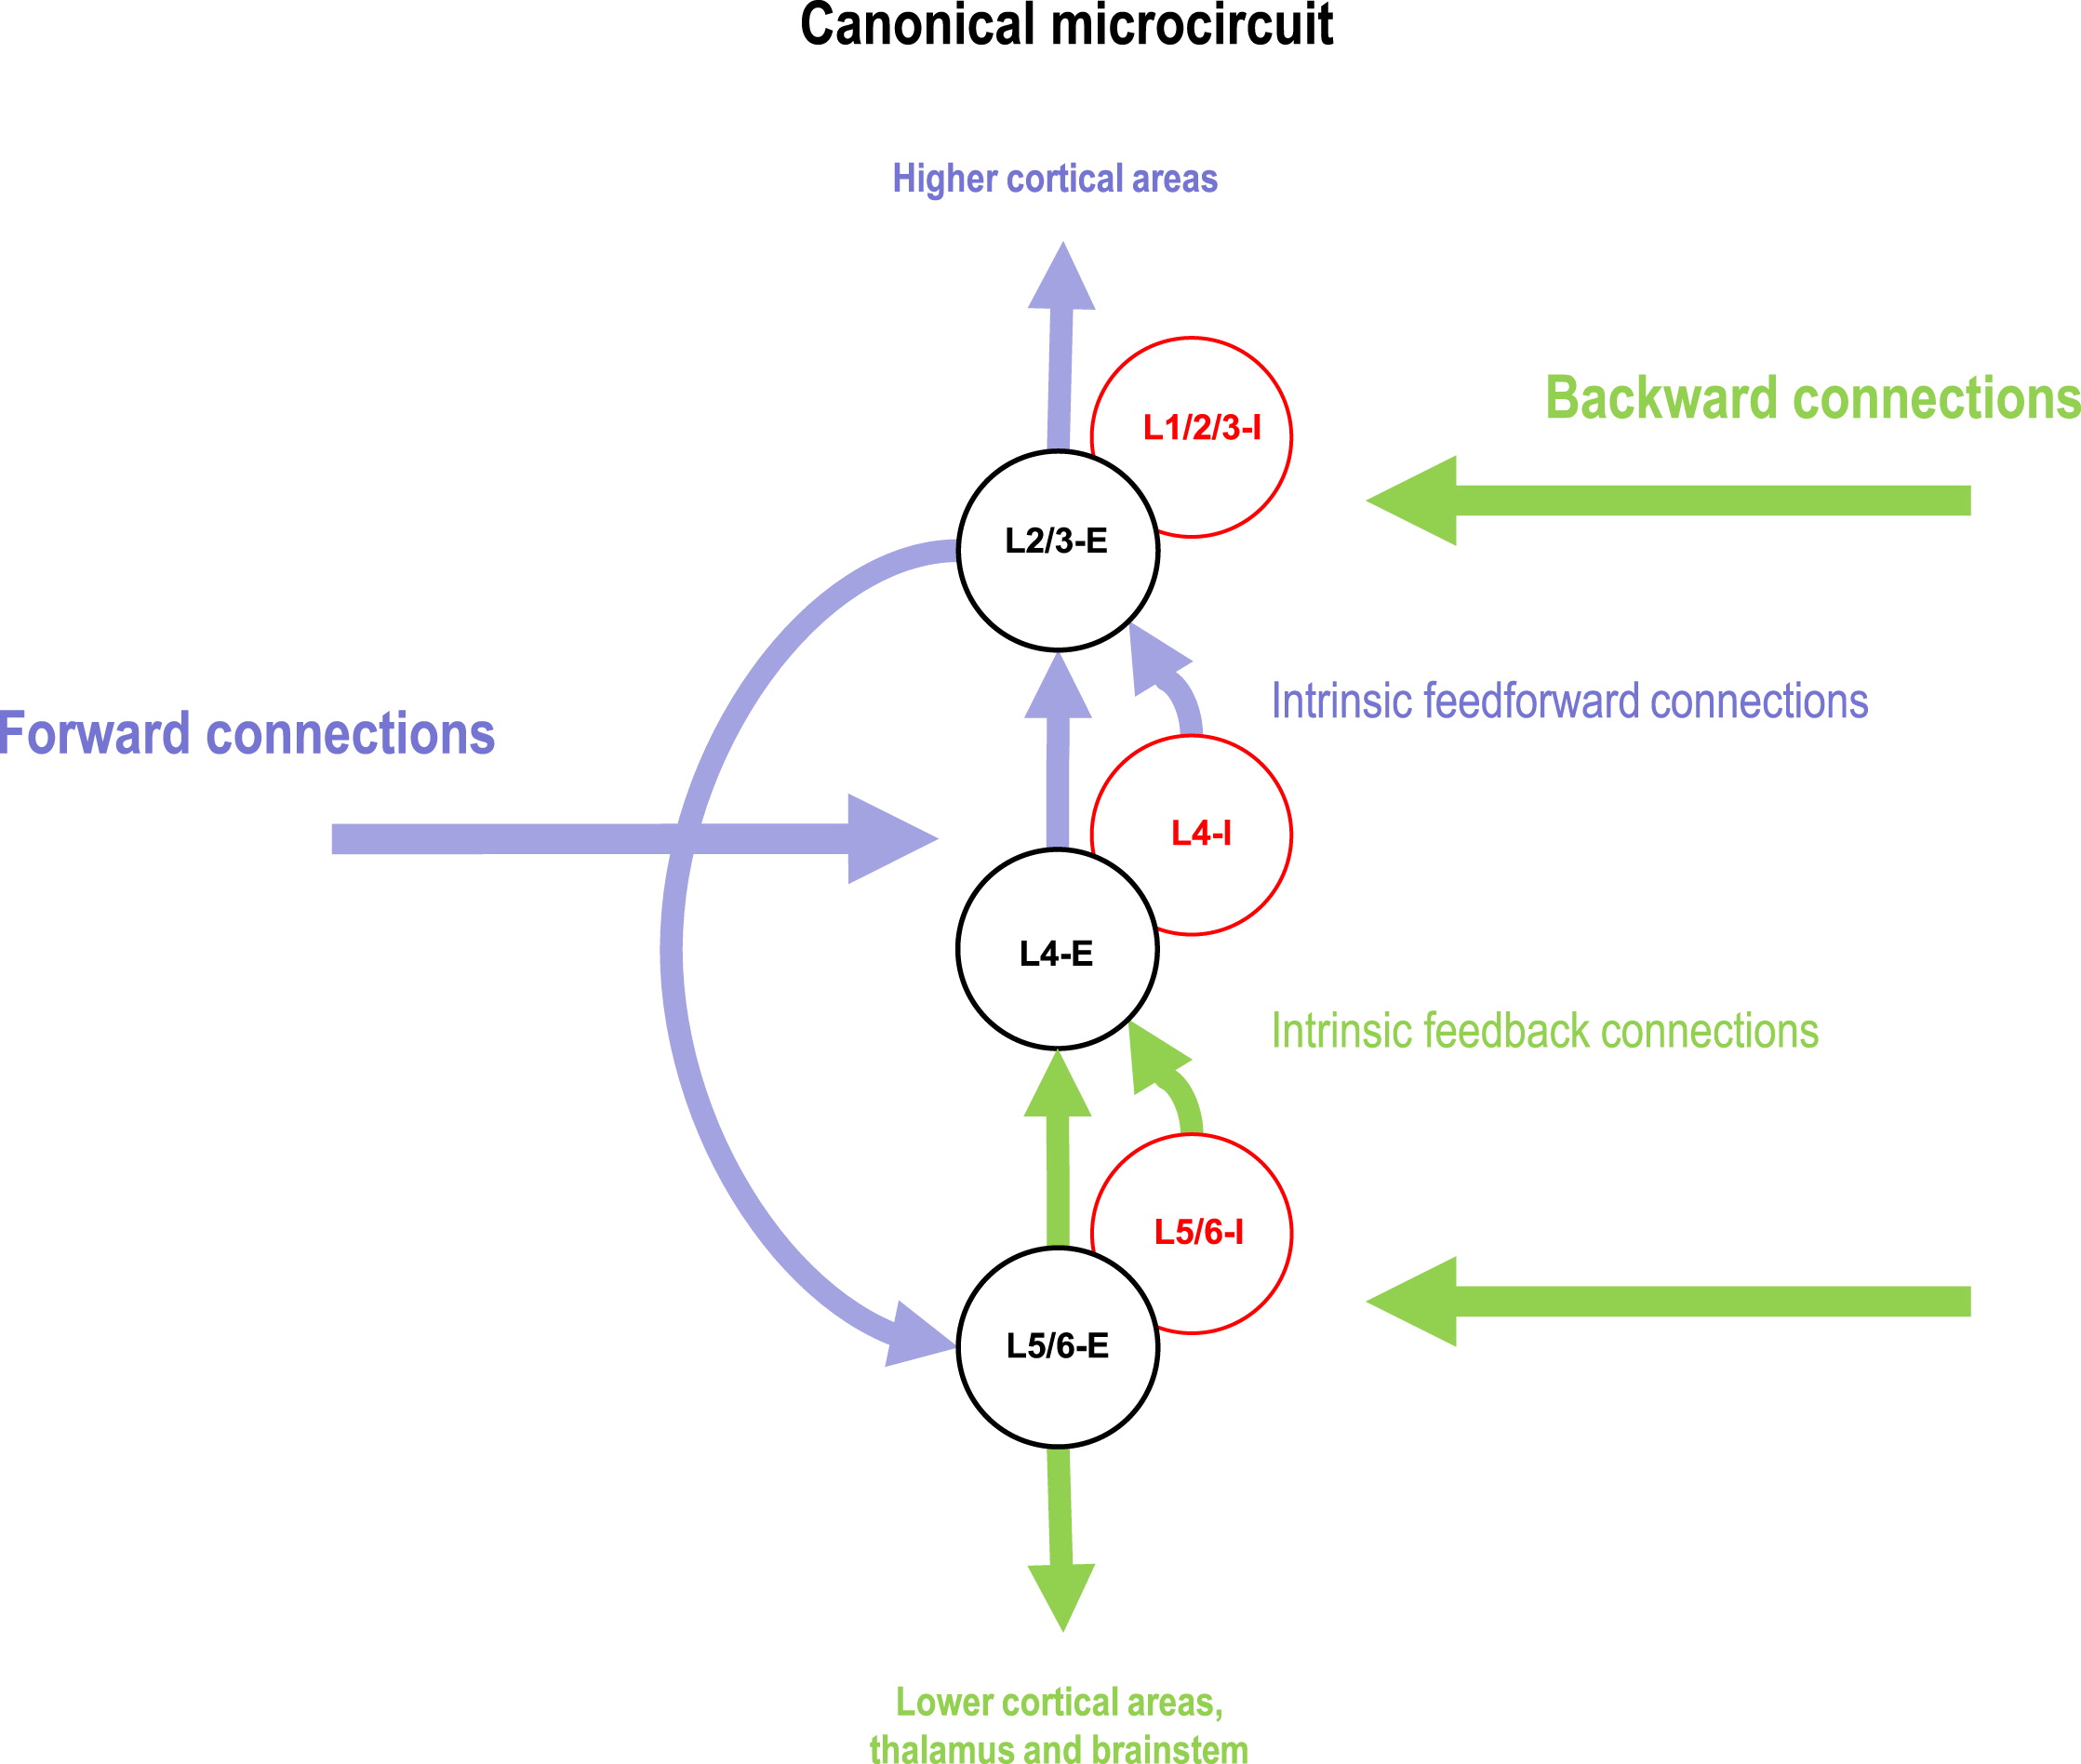 Canonical microcircuit
Higher cortical areas
L1/2/3-I
Backward connections
L2/3-E
Intrinsic feedforward connections
Forward connections
L4-I
L4-E
Intrinsic feedback connections
L5/6-I
L5/6-E
Lower cortical areas,
thalamus and brainstem